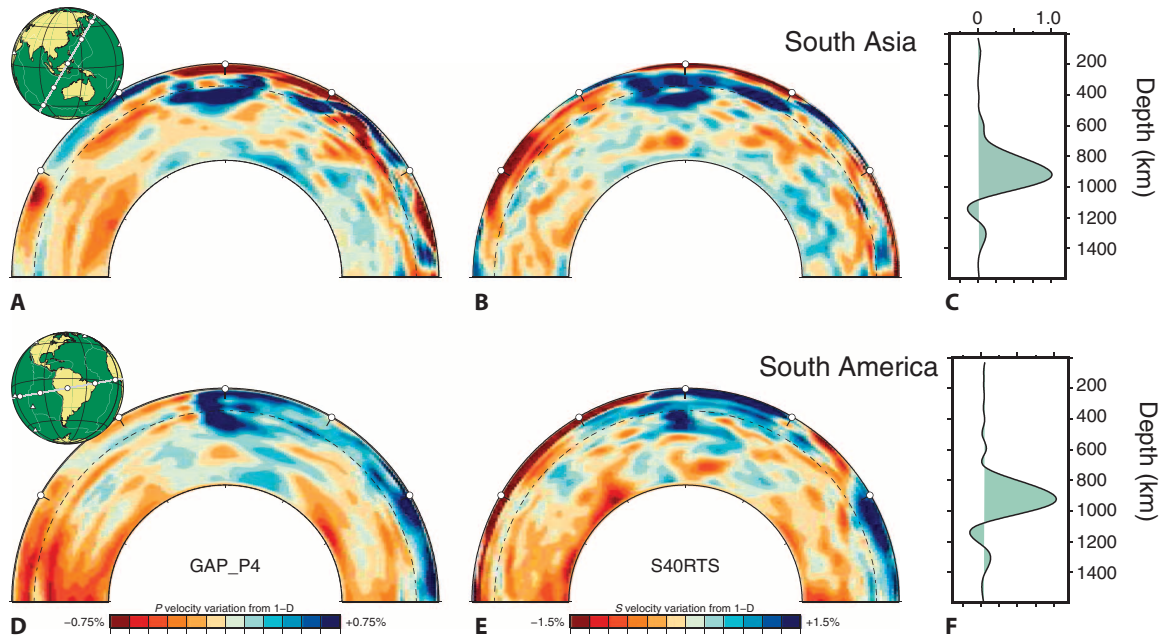 South Asia
0 1.0
200
400
600
800
1000
1200
1400
Depth (km)
A
B
C
South America
200
400
600
800
1000
1200
1400
Depth (km)
GAP_P4
S40RTS
P velocity variation from 1−D
−0.75% +0.75%
S velocity variation from 1−D
−1.5% +1.5%
D
E
F